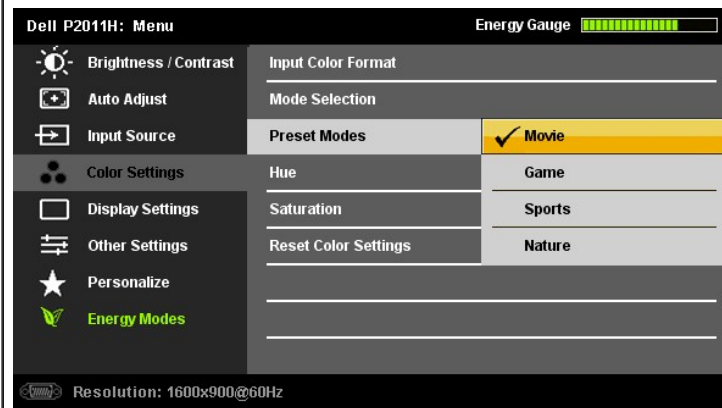 Dell P2011H: Menu
Energy Gauge
Brightness / Contrast
Auto Adjust
Input Source
Color Settings
Display Settings
Other Settings
Personalize
Energy Modes
Input Color Format
Mode Selection
Preset Modes
Hue
Saturation
Reset Color Settings
Movie
Game
Sports
Nature
Resolution: 1600x900@60Hz